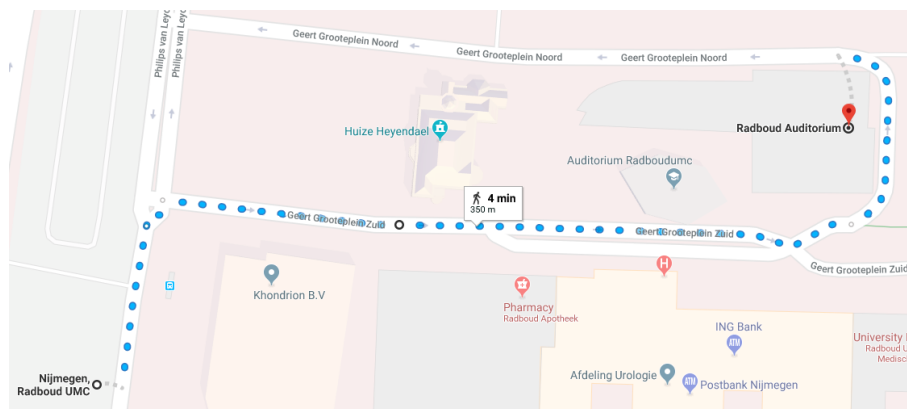 Geert Grooteplein Noord
Geert Grooteplein Noord
Geert Grooteplein Noord
Philips van Leyd
Philips van Leyd
Huize Heyendael
Radboud Auditorium
Auditorium Radboudumc
4 min
350 m
Geert Grooteplein Zuid
Geert Grooteplein Zuid
Geert Grooteplein Zuid
H
Khondrion B.V
Pharmacy
Radboud Apotheek
ING Bank
ATM
University
Radboud U
Medisc
Afdeling Urologie
ATM
Postbank Nijmegen
Nijmegen,
Radboud UMC